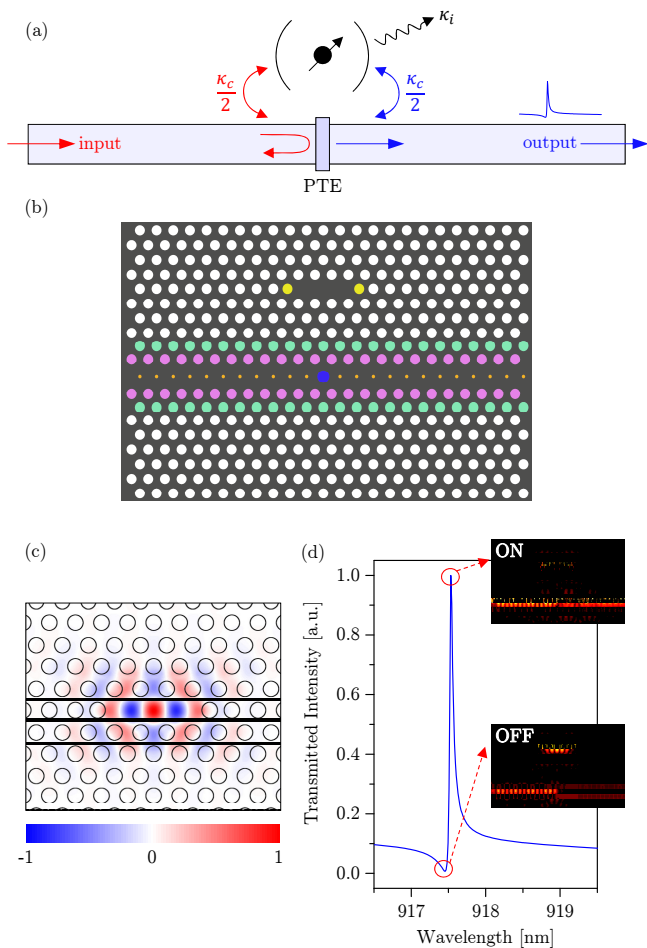 (a)
κi
κc
2
κc
2
input
output
PTE
(b)
(c)
-1
0
1
(d)
ON
OFF
1.0
0.8
0.6
0.4
0.2
0.0
Transmitted Intensity [a.u.]
917
918
919
Wavelength [nm]